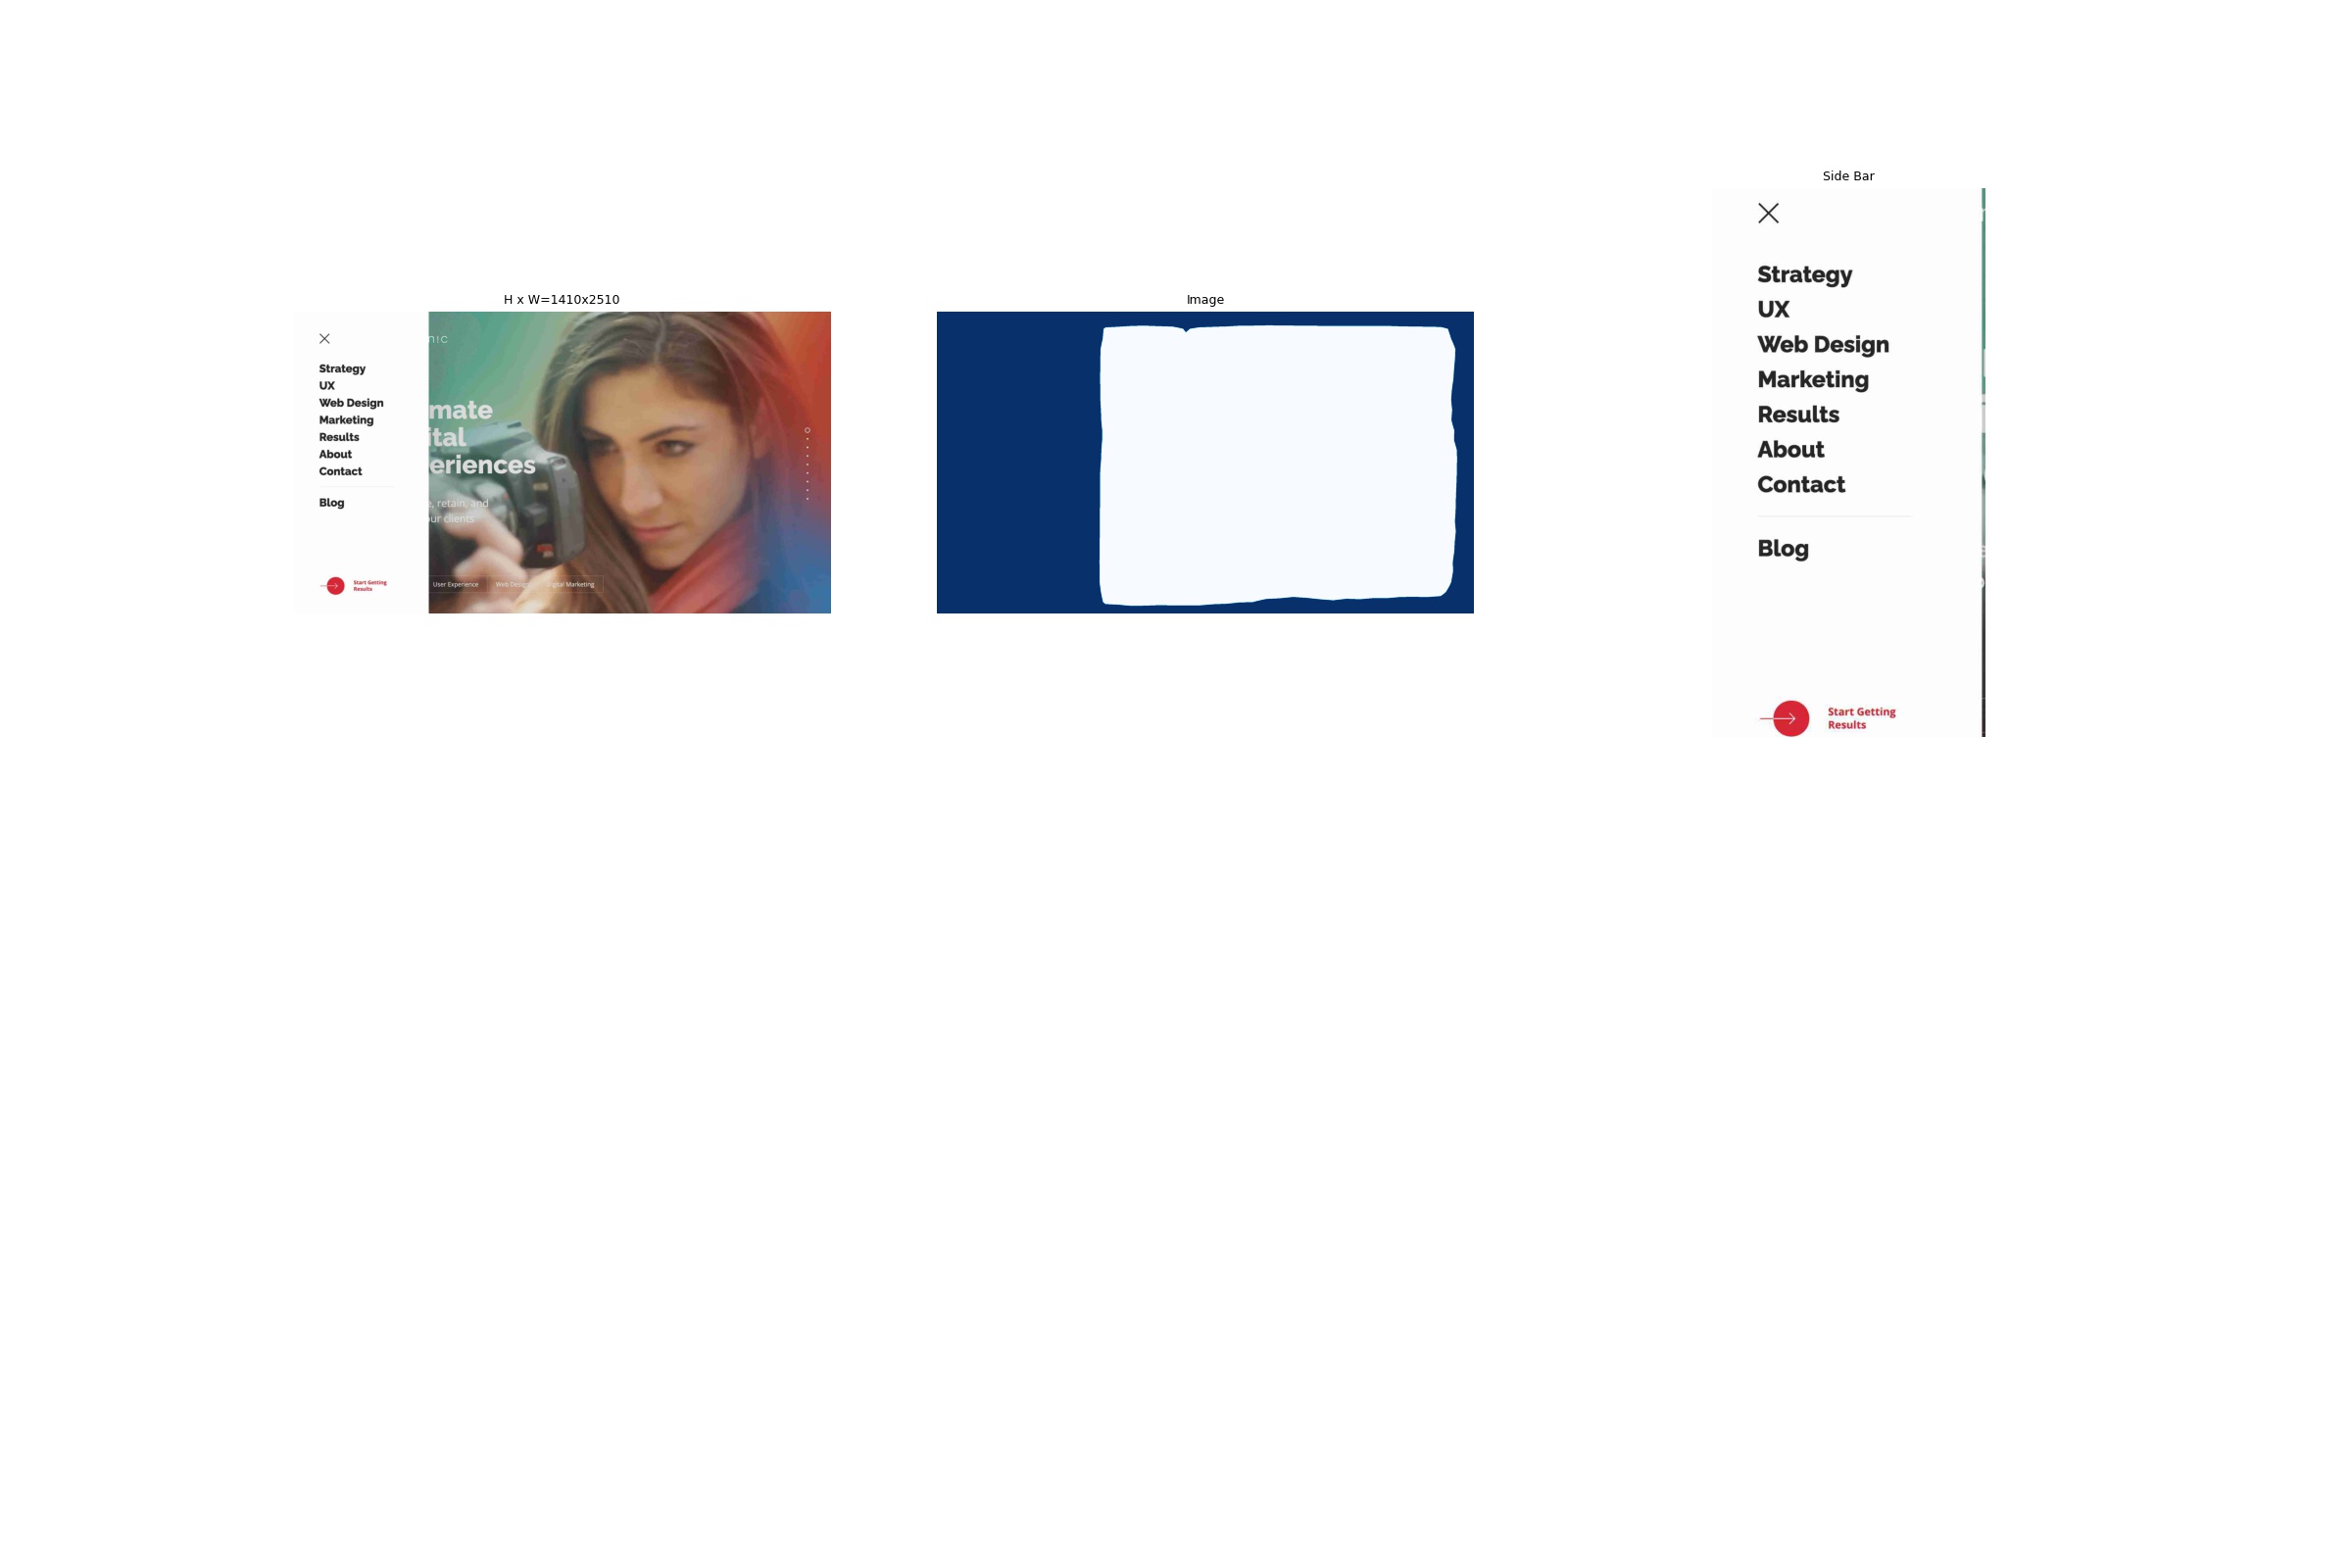 H x W=1410x2510
Strategy
UX
Web Design
Marketing
Results
About
Contact
Blog
Start Getting
Results
nic
mate
ital
eriences
, retain, and
our clients
User Experience
Web Design
Digital Marketing
Image
Side Bar
Strategy
UX
Web Design
Marketing
Results
About
Contact
Blog
Start Getting
Results